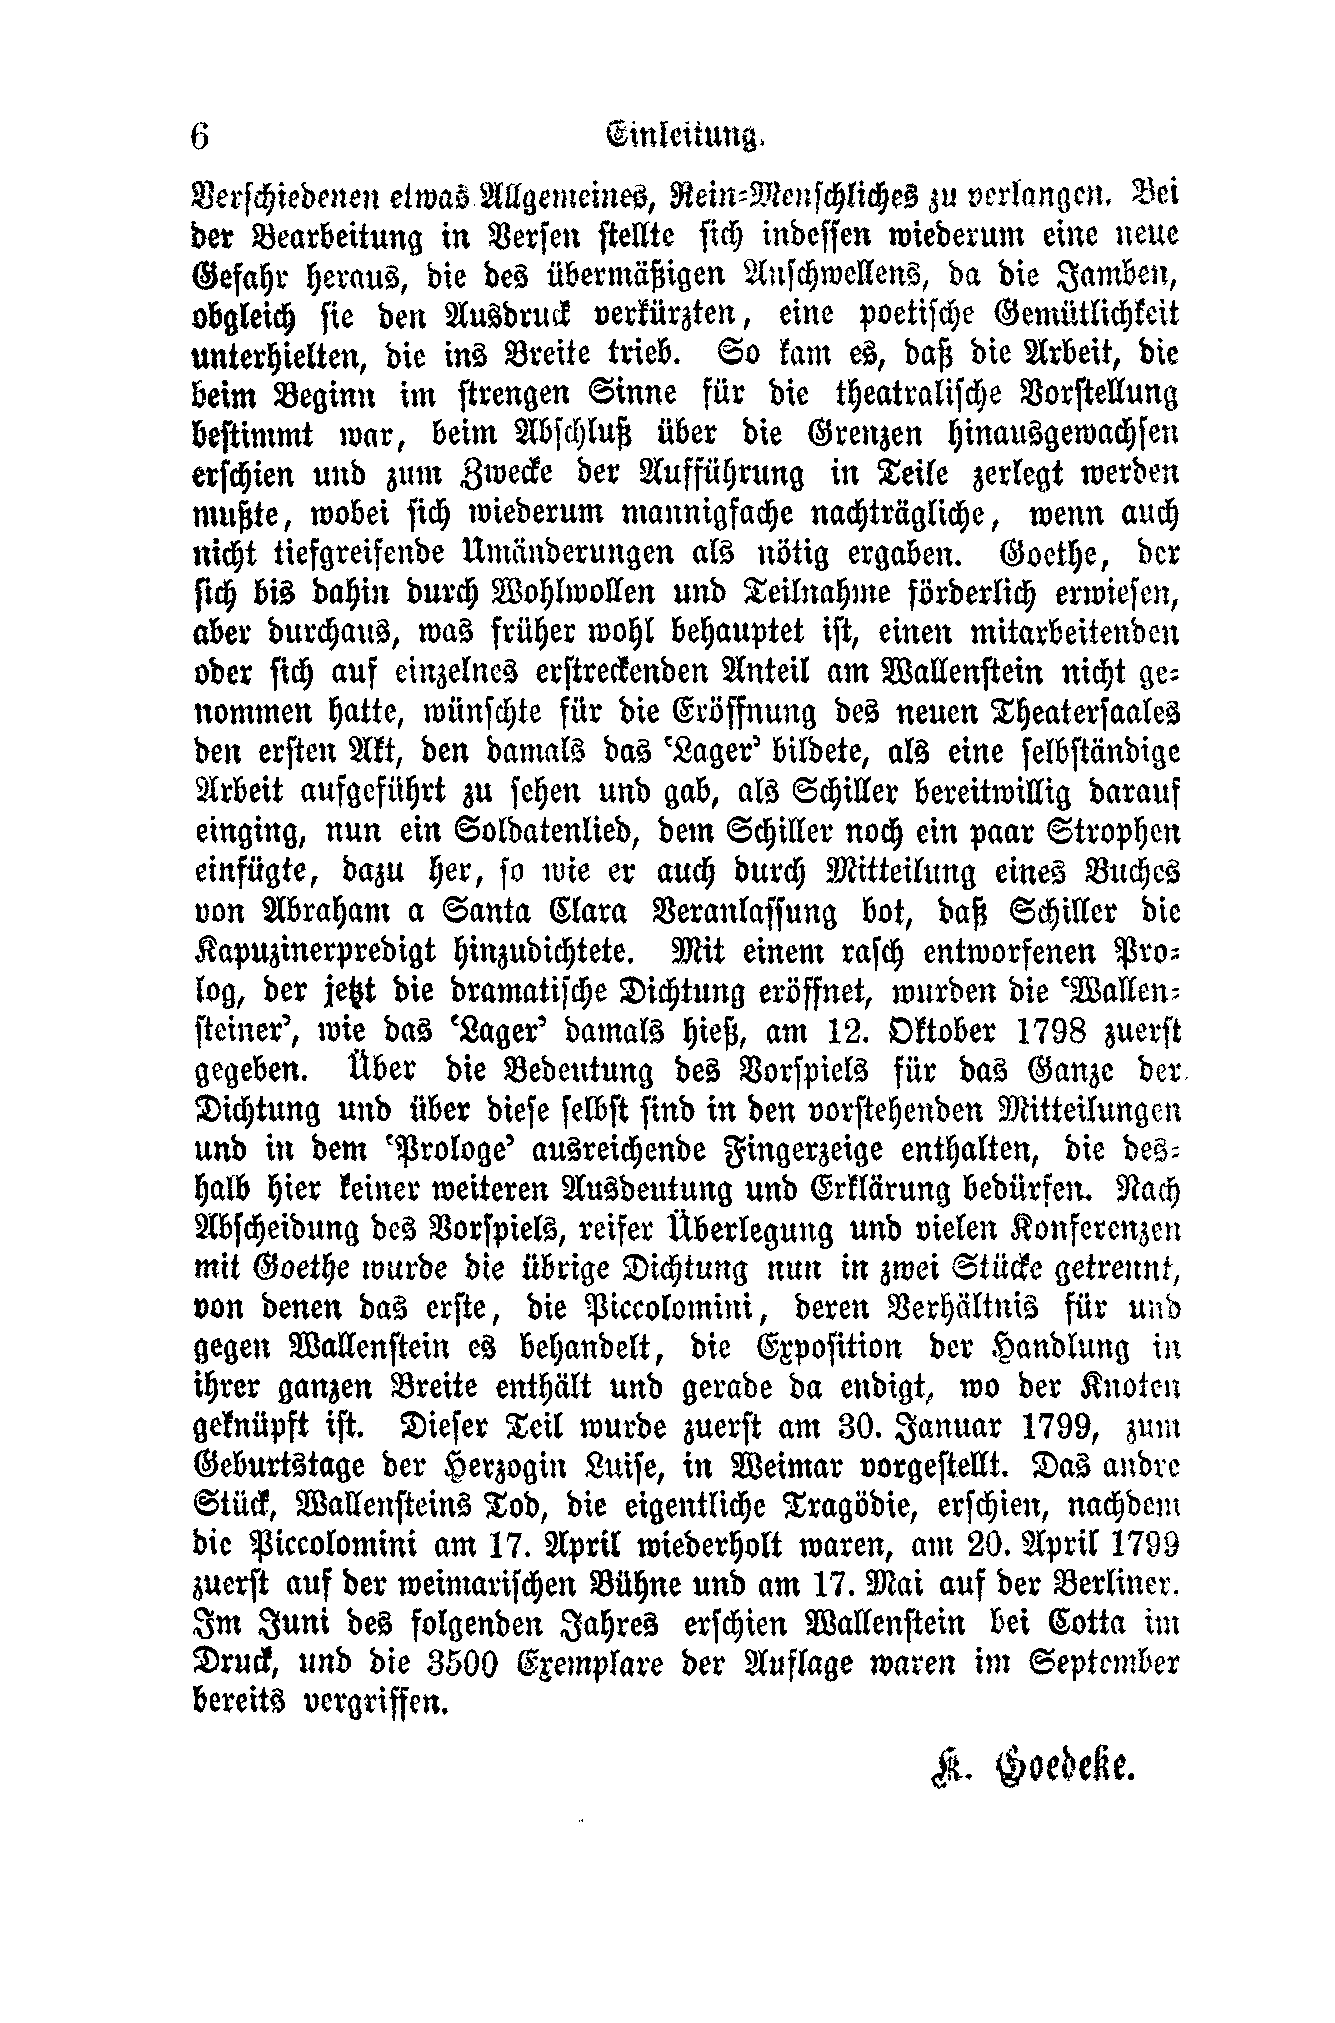 6 Einleitung.
Verschiedenen etwas Allgemeines, Rein-Menschliches zu verlangen. Bei
der Bearbeitung in Versen stellte sich indessen wiederum eine neue
Gefahr heraus, die des übermäßigen Anschwellens, da die Jamben,
obgleich sie den Ausdruck verkürzten, eine poetische Gemütlichkeit
unterhielten, die ins Breite trieb. So kam es, daß die Arbeit, die
beim Beginn im strengen Sinne für die theatralische Vorstellung
bestimmt war, beim Abschluß über die Grenzen hinausgewachsen
erschien und zum Zwecke der Aufführung in Teile zerlegt werden
mußte, wobei sich wiederum mannigfache nachträgliche, wenn auch
nicht tiefgreifende Umänderungen als nötig ergaben. Goethe, der
sich bis dahin durch Wohlwollen und Teilnahme förderlich erwiesen,
aber durchaus, was früher wohl behauptet ist, einen mitarbeitenden
oder sich auf einzelnes erstreckenden Anteil am Wallenstein nicht ge-
nommen hatte, wünschte für die Eröffnung des neuen Theatersaales
den ersten Akt, den damals das ‘Lager’ bildete, als eine selbständige
Arbeit aufgeführt zu sehen und gab, als Schiller bereitwillig darauf
einging, nun ein Soldatenlied, dem Schiller noch ein paar Strophen
einfügte, dazu her, so wie er auch durch Mitteilung eines Buches
von Abraham a Santa Clara Veranlassung bot, daß Schiller die
Kapuzinerpredigt hinzudichtete. Mit einem rasch entworfenen Pro-
log, der jetzt die dramatische Dichtung eröffnet, wurden die ‘Wallen-
steiner’, wie das ‘Lager’ damals hieß, am 12. Oktober 1798 zuerst
gegeben. Über die Bedeutung des Vorspiels für das Ganze der
Dichtung und über diese selbst sind in den vorstehenden Mitteilungen
und in dem ‘Prologe’ ausreichende Fingerzeige enthalten, die des-
halb hier keiner weiteren Ausdeutung und Erklärung bedürfen. Nach
Abscheidung des Vorspiels, reifer Überlegung und vielen Konferenzen
mit Goethe wurde die übrige Dichtung nun in zwei Stücke getrennt,
von denen das erste, die Piccolomini, deren Verhältnis für und
gegen Wallenstein es behandelt, die Exposition der Handlung in
ihrer ganzen Breite enthält und gerade da endigt, wo der Knoten
geknüpft ist. Dieser Teil wurde zuerst am 30. Januar 1799, zum
Geburtstage der Herzogin Luise, in Weimar vorgestellt. Das andre
Stück, Wallensteins Tod, die eigentliche Tragödie, erschien, nachdem
die Piccolomini am 17. April wiederholt waren, am 20. April 1799
zuerst auf der weimarischen Bühne und am 17. Mai auf der Berliner.
Im Juni des folgenden Jahres erschien Wallenstein bei Cotta im
Druck, und die 3500 Exemplare der Auflage waren im September
bereits vergriffen.
K. Goedeke.